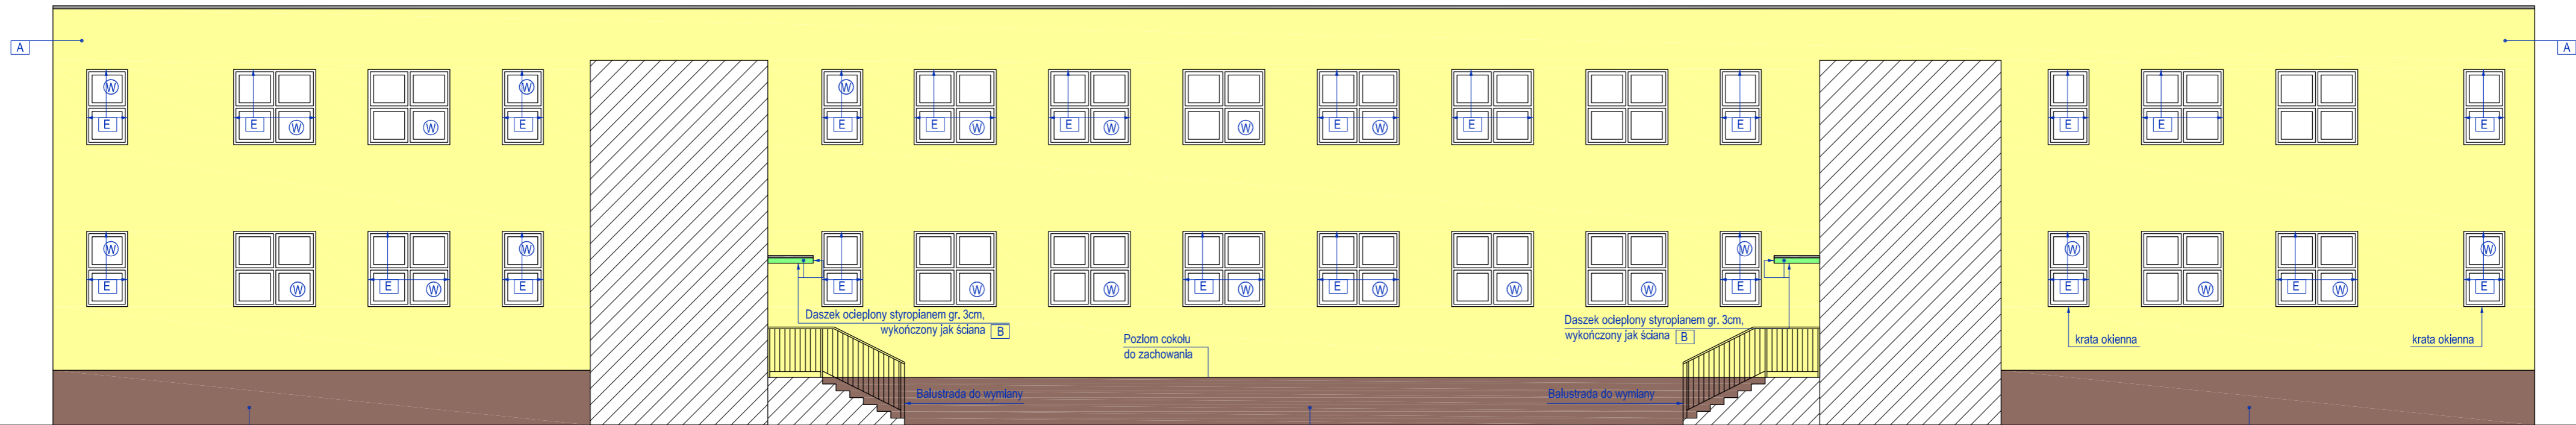 A
A
W
W
W
E
E W
W
E
E
E W
E W
W
E W
E
E
E
E
E
W
W
W
W
W
E
W
E W
E
E
W
W
E W
E W
W
W
E
E
W
E W
E
Daszek ocieplony styropianem gr. 3cm,
wykończony jak ściana B
Daszek ocieplony styropianem gr. 3cm,
wykończony jak ściana B
Poziom cokołu
do zachowania
krata okienna
krata okienna
Balustrada do wymiany
Balustrada do wymiany